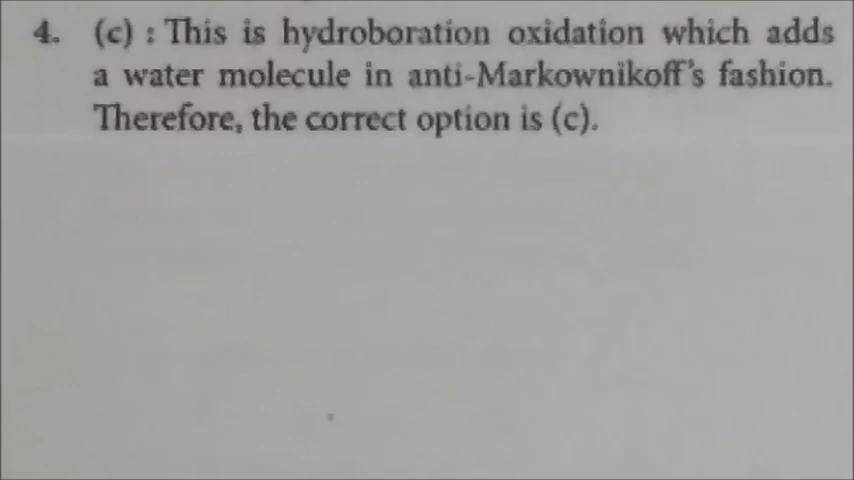 4. (c) : This is hydroboration oxidation which adds
a water molecule in anti-Markownikoff's fashion.
Therefore, the correct option is (c).